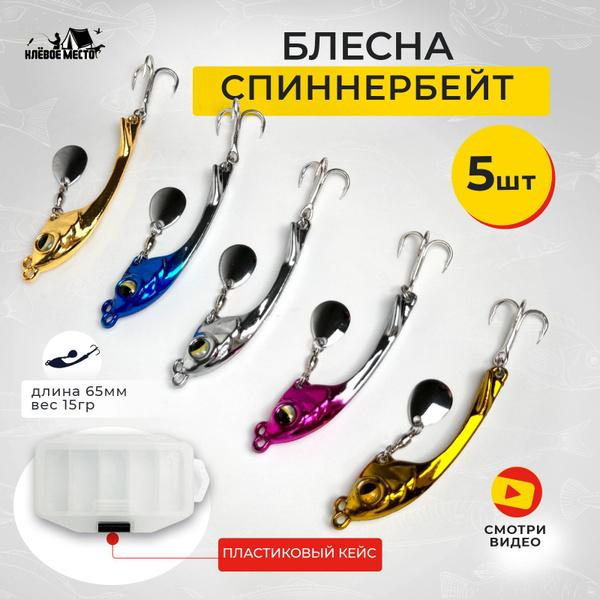 КЛЁВОЕ МЕСТО
БЛЕСНА
СПИННЕРБЕЙТ
5шт
длина 65мм
вес 15гр
ПЛАСТИКОВЫЙ КЕЙС
СМОТРИ
ВИДЕО